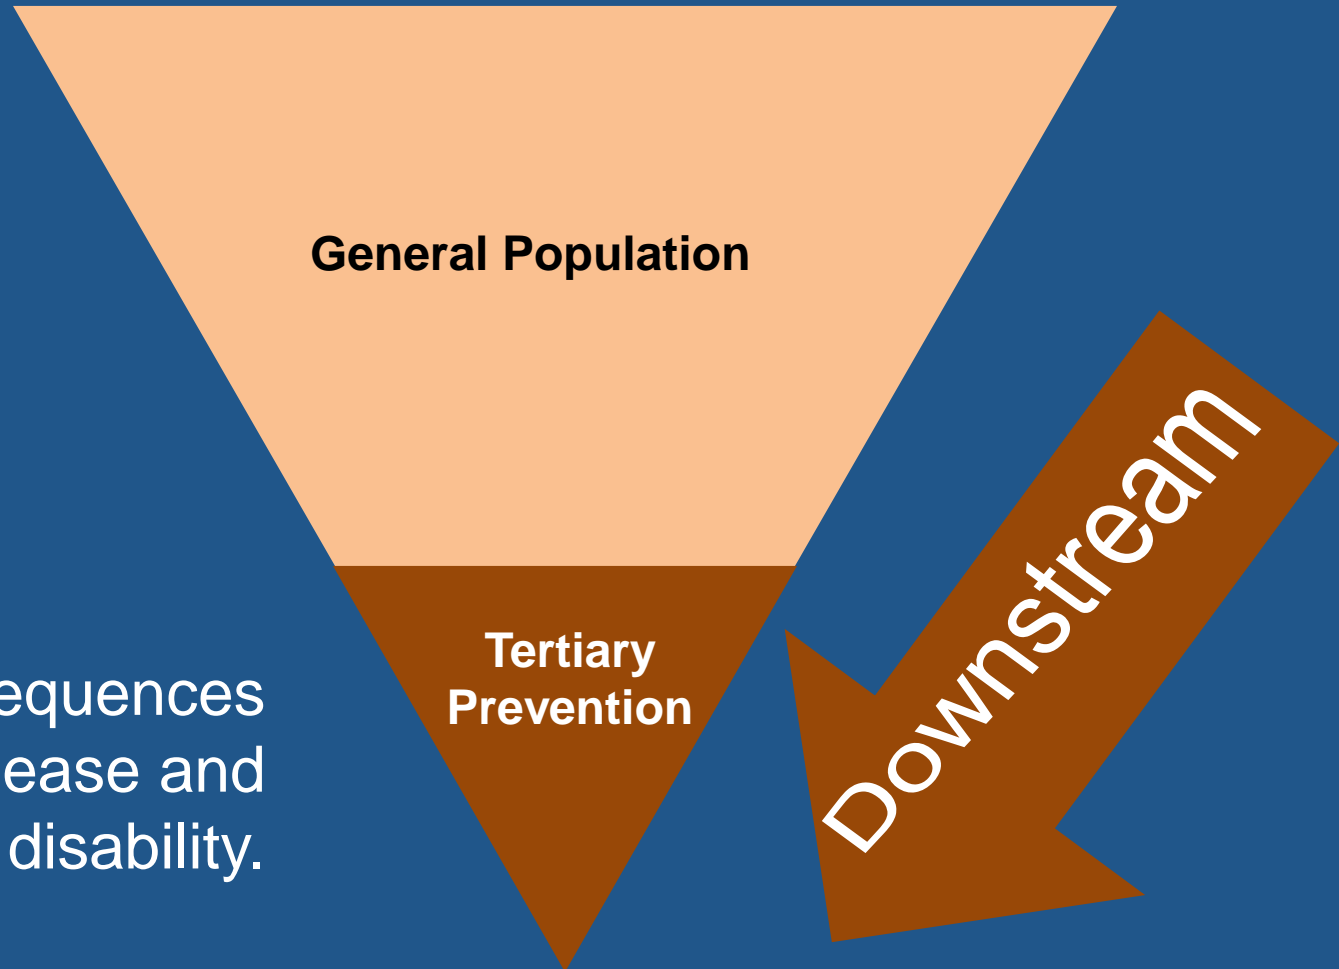 General Population
Tertiary
Prevention
equences
ease and
disability.
Downstream